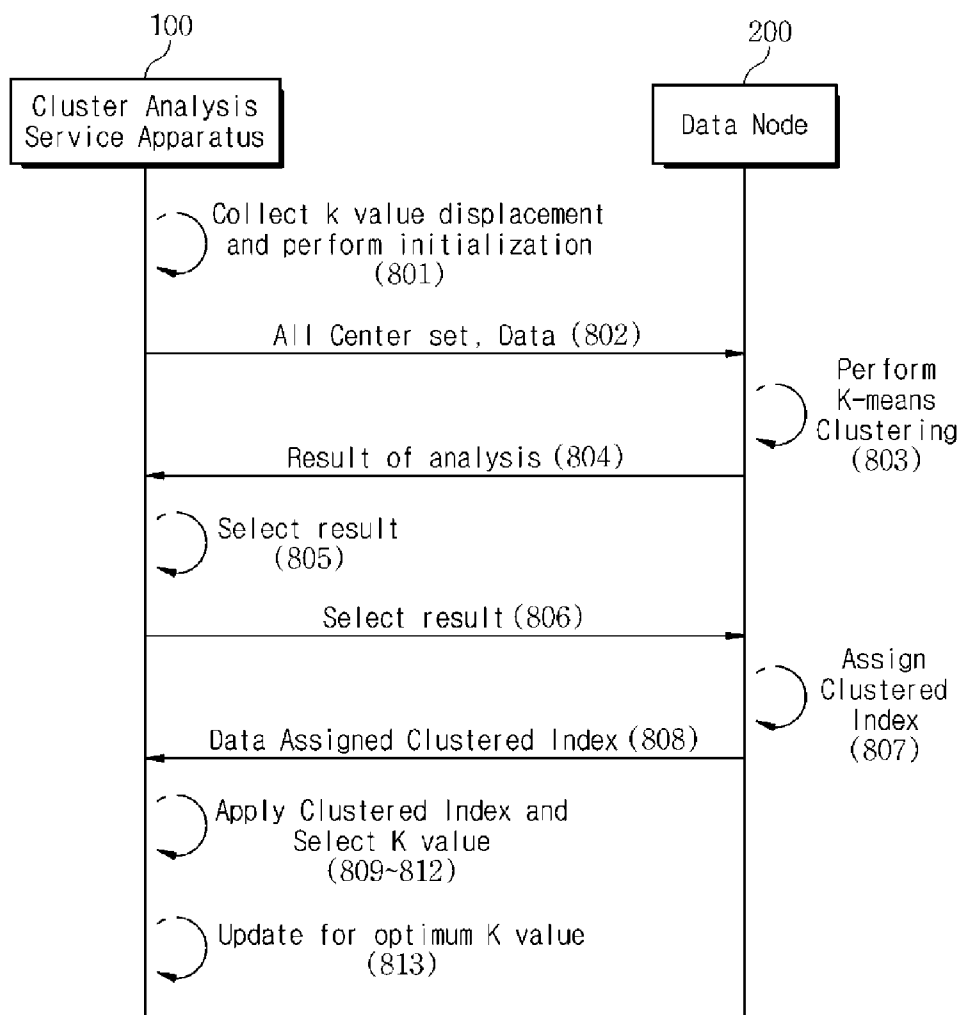 100
200
Cluster Analysis
Service Apparatus
Data Node
Collect k value displacement
and perform initialization
(801)
All Center set, Data (802)
Perform
K-means
Clustering
(803)
Result of analysis (804)
Select result
(805)
Select result (806)
Assign
Clustered
Index
(807)
Data Assigned Clustered Index (808)
Apply Clustered Index and
Select K value
(809~812)
Update for optimum K value
(813)